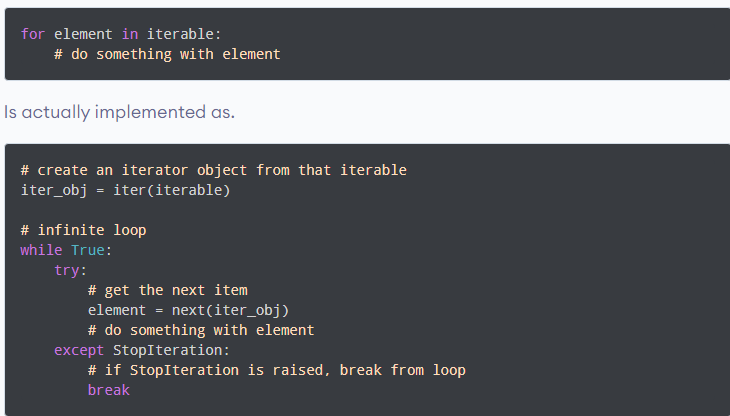 for element in iterable:
    # do something with element
Is actually implemented as.
# create an iterator object from that iterable
iter_obj = iter(iterable)
# infinite loop
while True:
    try:
        # get the next item
        element = next(iter_obj)
        # do something with element
    except StopIteration:
        # if StopIteration is raised, break from loop
        break